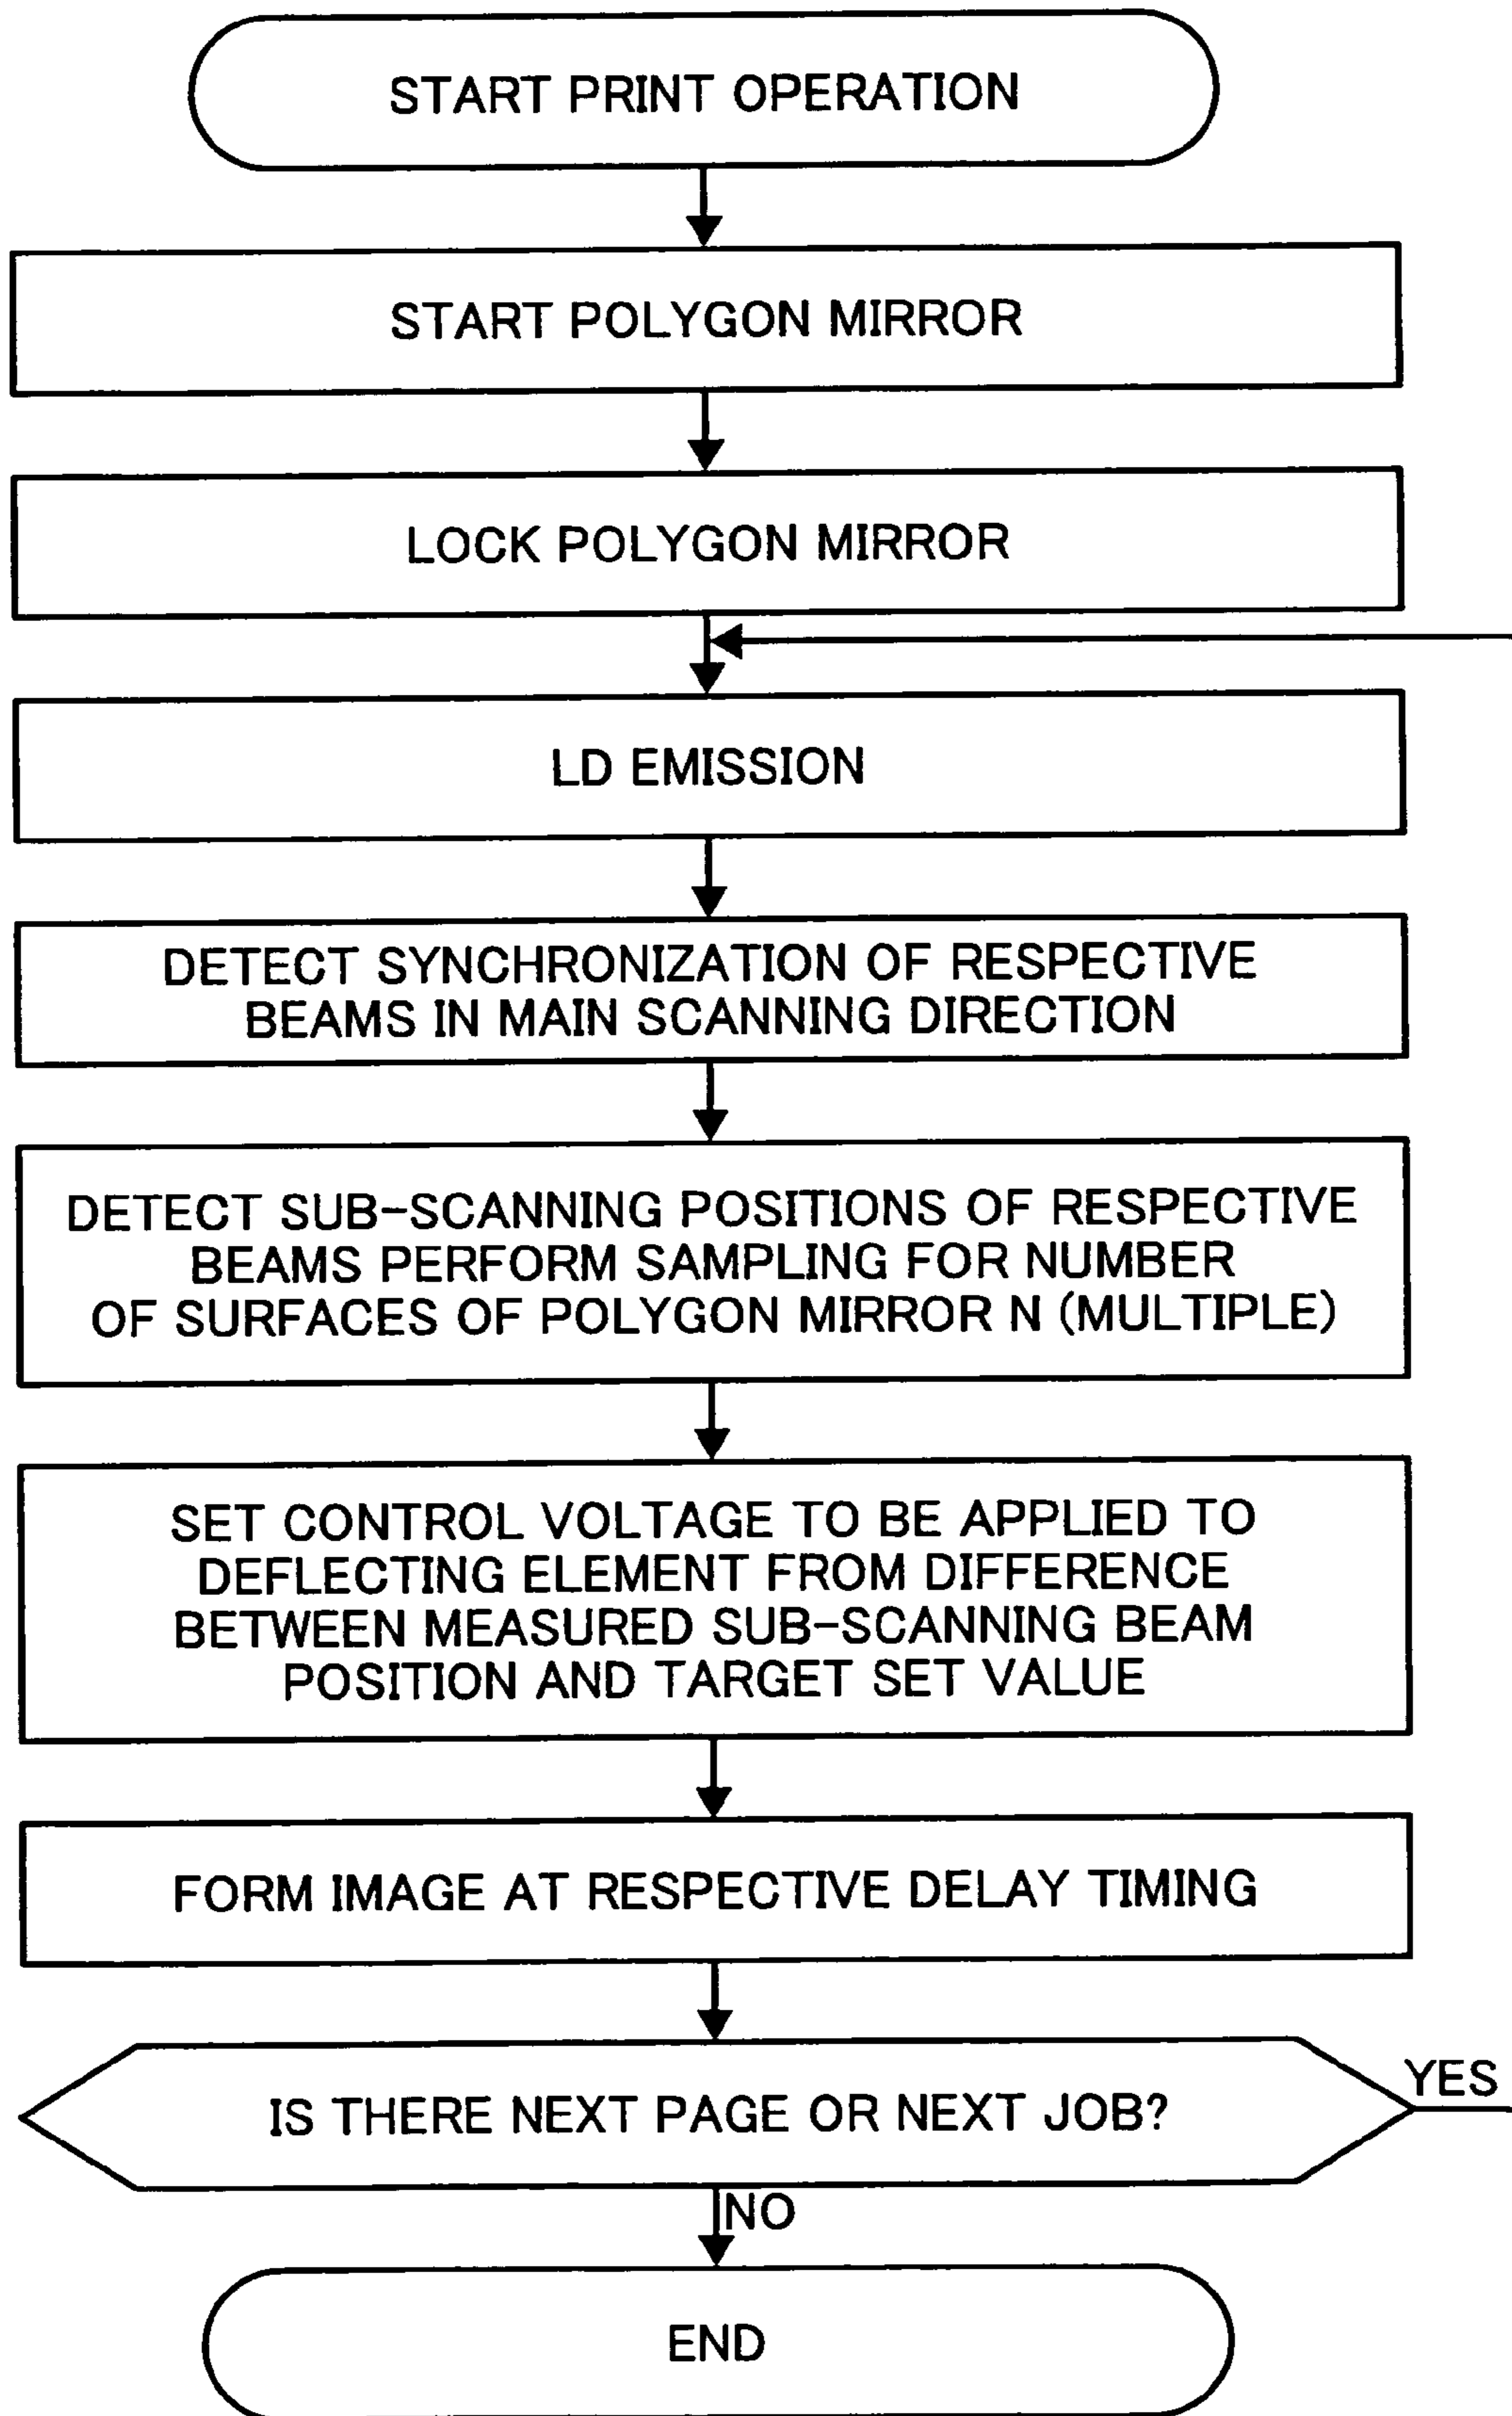 START PRINT OPERATION
START POLYGON MIRROR
LOCK POLYGON MIRROR
LD EMISSION
DETECT SYNCHRONIZATION OF RESPECTIVE
BEAMS IN MAIN SCANNING DIRECTION
DETECT SUB-SCANNING POSITIONS OF RESPECTIVE
BEAMS PERFORM SAMPLING FOR NUMBER
OF SURFACES OF POLYGON MIRROR N (MULTIPLE)
SET CONTROL VOLTAGE TO BE APPLIED TO
DEFLECTING ELEMENT FROM DIFFERENCE
BETWEEN MEASURED SUB-SCANNING BEAM
POSITION AND TARGET SET VALUE
FORM IMAGE AT RESPECTIVE DELAY TIMING
IS THERE NEXT PAGE OR NEXT JOB?
YES
NO
END